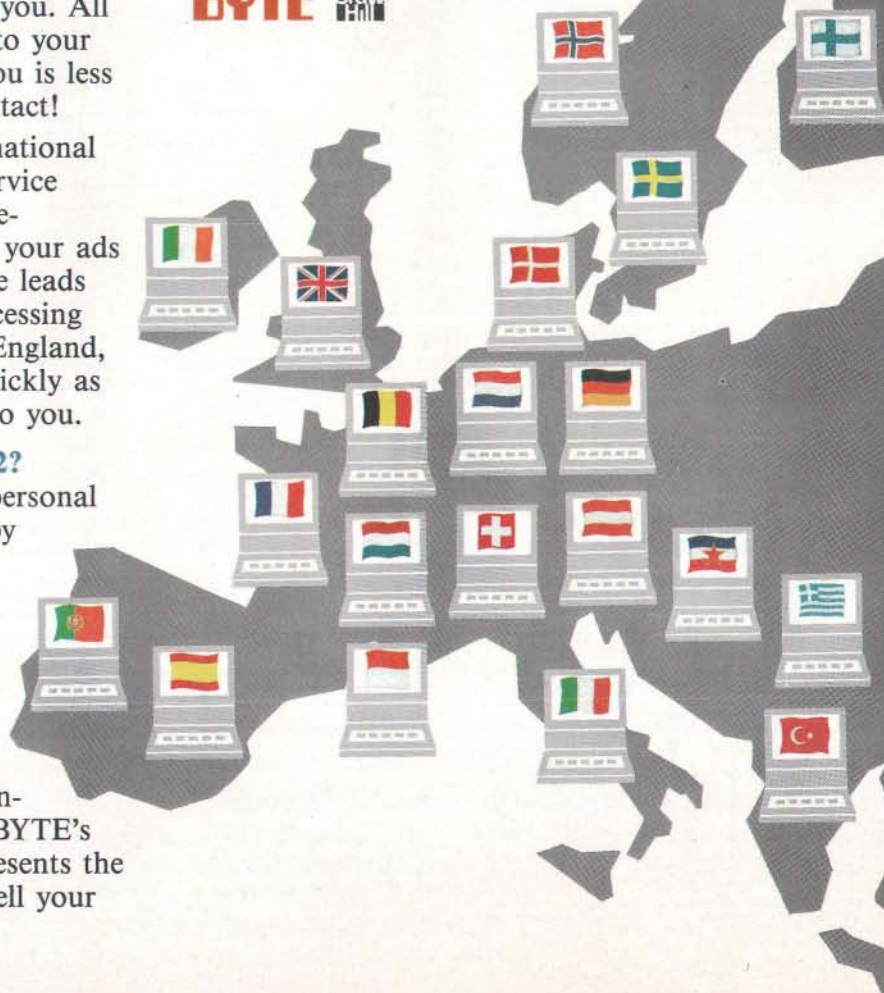 BYTE
you. All
to your
ou is less
tact!
national
rvice
e-
your ads
e leads
cessing
England,
ickly as
o you.
2?
personal
by
n-
BYTE's
esents the
ell your